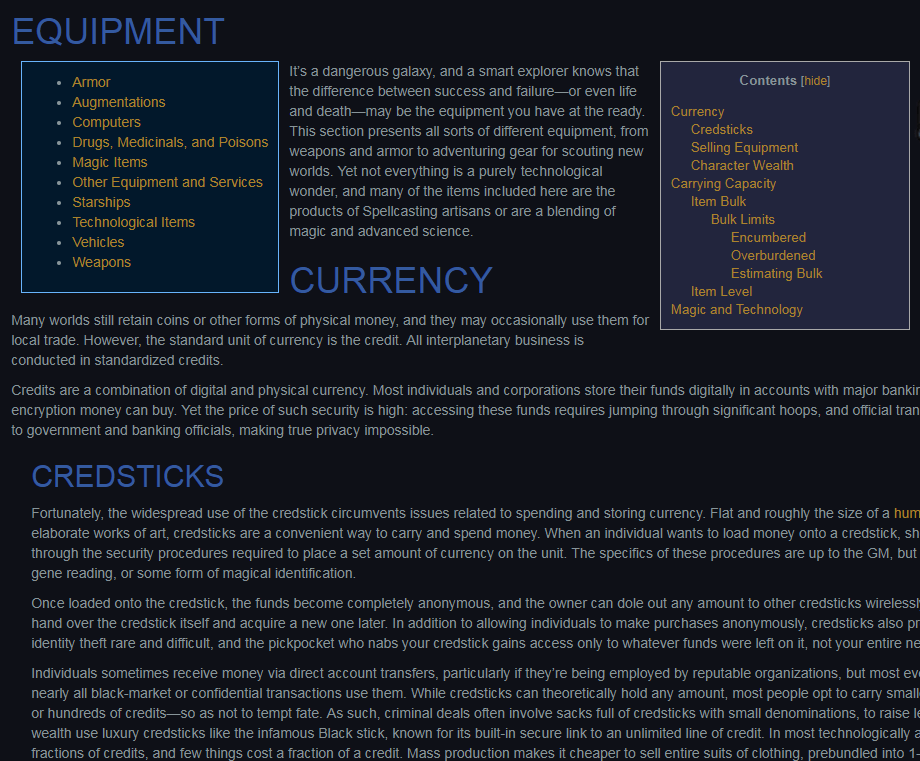 EQUIPMENT
Armor
Augmentations
Computers
Drugs, Medicinals, and Poisons
Magic Items
Other Equipment and Services
Starships
Technological Items
Vehicles
Weapons
It's a dangerous galaxy, and a smart explorer knows that
the difference between success and failure—or even life
and death—may be the equipment you have at the ready.
This section presents all sorts of different equipment, from
weapons and armor to adventuring gear for scouting new
worlds. Yet not everything is a purely technological
wonder, and many of the items included here are the
products of Spellcasting artisans or are a blending of
magic and advanced science.
Contents [hide]
Currency
Credsticks
Selling Equipment
Character Wealth
Carrying Capacity
Item Bulk
Bulk Limits
Encumbered
Overburdened
Estimating Bulk
Item Level
Magic and Technology
CURRENCY
Many worlds still retain coins or other forms of physical money, and they may occasionally use them for
local trade. However, the standard unit of currency is the credit. All interplanetary business is
conducted in standardized credits.
Credits are a combination of digital and physical currency. Most individuals and corporations store their funds digitally in accounts with major bankin
encryption money can buy. Yet the price of such security is high: accessing these funds requires jumping through significant hoops, and official tran
to government and banking officials, making true privacy impossible.
CREDSTICKS
Fortunately, the widespread use of the credstick circumvents issues related to spending and storing currency. Flat and roughly the size of a hum
elaborate works of art, credsticks are a convenient way to carry and spend money. When an individual wants to load money onto a credstick, sh
through the security procedures required to place a set amount of currency on the unit. The specifics of these procedures are up to the GM, but
gene reading, or some form of magical identification.
Once loaded onto the credstick, the funds become completely anonymous, and the owner can dole out any amount to other credsticks wirelessl
hand over the credstick itself and acquire a new one later. In addition to allowing individuals to make purchases anonymously, credsticks also pr
identity theft rare and difficult, and the pickpocket who nabs your credstick gains access only to whatever funds were left on it, not your entire ne
Individuals sometimes receive money via direct account transfers, particularly if they're being employed by reputable organizations, but most eve
nearly all black-market or confidential transactions use them. While credsticks can theoretically hold any amount, most people opt to carry small
or hundreds of credits—so as not to tempt fate. As such, criminal deals often involve sacks full of credsticks with small denominations, to raise le
wealth use luxury credsticks like the infamous Black stick, known for its built-in secure link to an unlimited line of credit. In most technologically a
fractions of credits, and few things cost a fraction of a credit. Mass production makes it cheaper to sell entire suits of clothing, prebundled into 1-